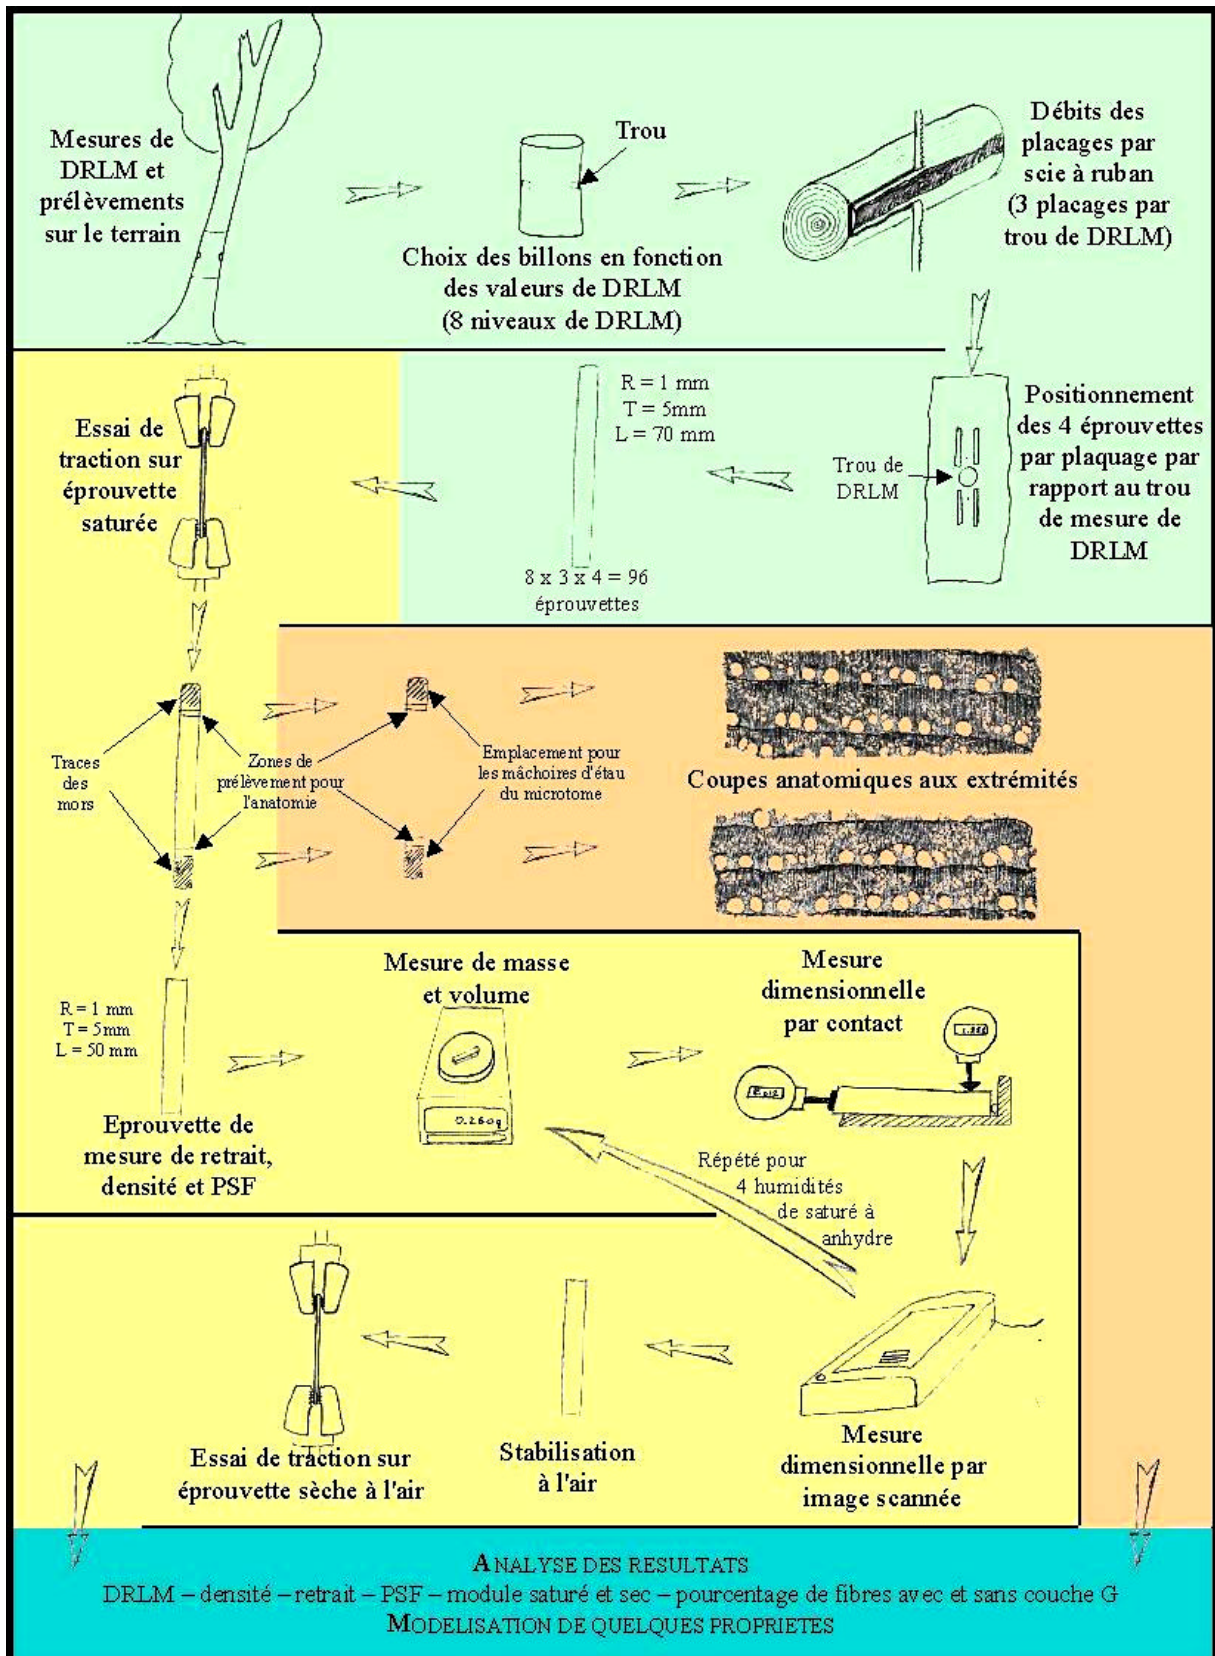 Mesures de
DRLM et
prélèvements
sur le terrain
Trou
Choix des billons en fonction
des valeurs de DRLM
(8 niveaux de DRLM)
Débits des
placages par
scie à ruban
(3 placages par
trou de DRLM)
Positionnement
des 4 éprouvettes
par plaquage par
rapport au trou
de mesure de
DRLM
Trou de
DRLM
R = 1 mm
T = 5mm
L = 70 mm
8 x 3 x 4 = 96
éprouvettes
Essai de
traction sur
éprouvette
saturée
Traces
des
mors
Zones de
prélèvement pour
l'anatomie
Emplacement pour
les mâchoires d'étau
du microtome
Coupes anatomiques aux extrémités
R = 1 mm
T = 5mm
L = 50 mm
Eprouvette de
mesure de retrait,
densité et PSF
Mesure de masse
et volume
0.260g
Mesure
dimensionnelle
par contact
Répété pour
4 humidités
de saturé à
anhydre
Mesure
dimensionnelle par
image scannée
Stabilisation
à l'air
Essai de traction sur
éprouvette sèche à l'air
ANALYSE DES RESULTATS
DRLM – densité – retrait – PSF – module saturé et sec – pourcentage de fibres avec et sans couche G
MODELISATION DE QUELQUES PROPRIETES